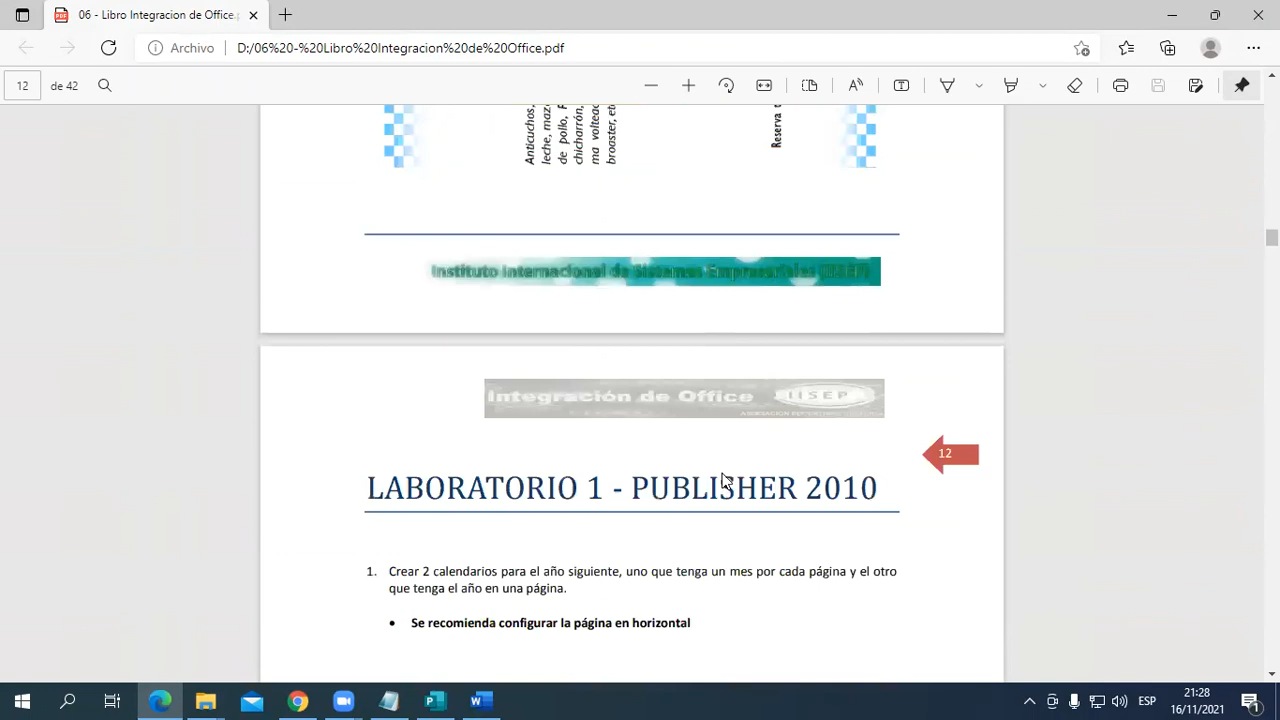 06 - Libro Integracion de Office.p
Archivo
D:/06%20-%20Libro%20Integracion%20de%20Office.pdf
12
de 42
Anticuchos,
leche, maz
de pollo, P
chicharrón,
ma voltea
broaster, et
Reserva t
Instituto Internacional de Sistemas Empresariales (IISEP)
Integración de Office
IISEP
12
LABORATORIO 1 - PUBLISHER 2010
1. Crear 2 calendarios para el año siguiente, uno que tenga un mes por cada página y el otro
que tenga el año en una página.
• Se recomienda configurar la página en horizontal
ESP
21:28
16/11/2021
1